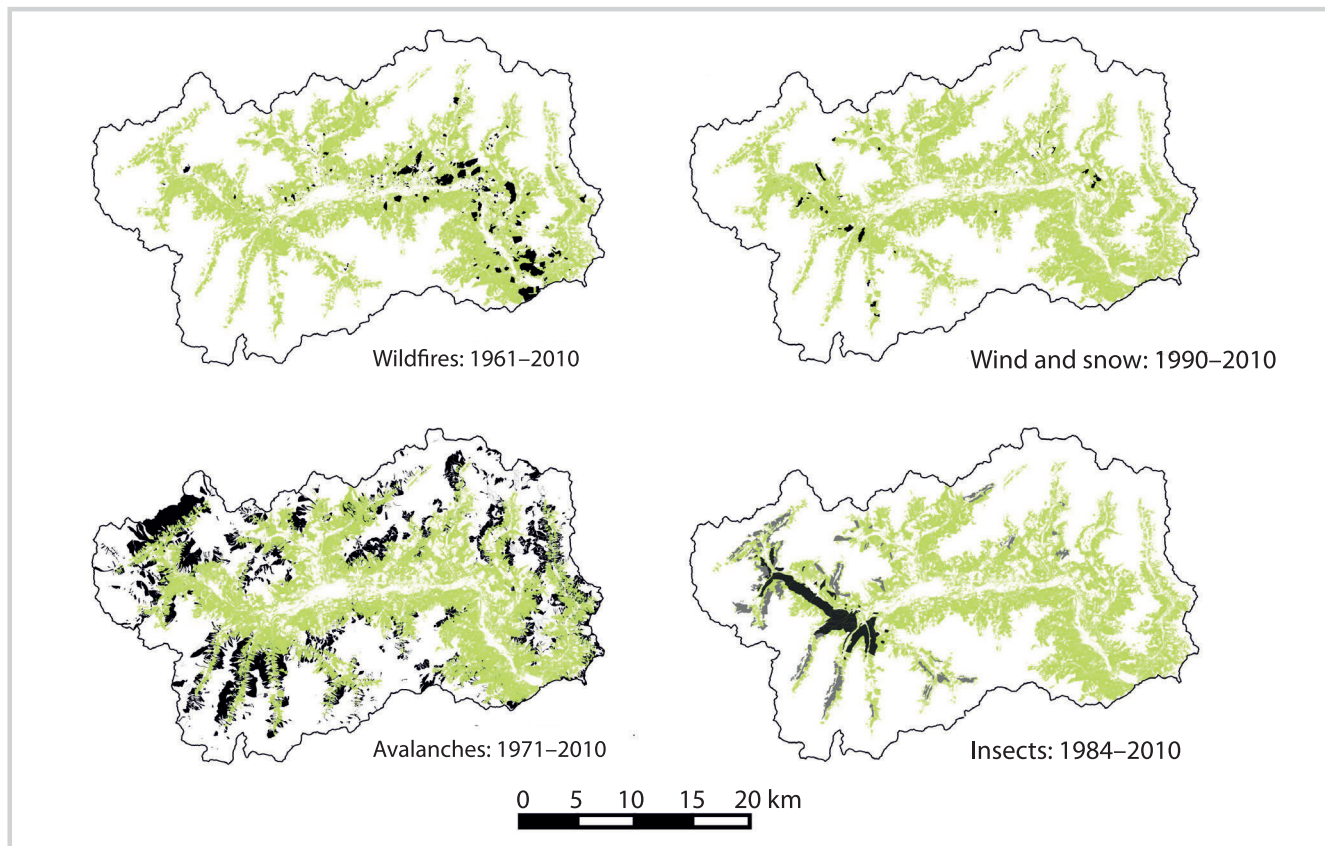 Wildfires: 1961–2010
Wind and snow: 1990–2010
Avalanches: 1971–2010
Insects: 1984–2010
0 5 10 15 20 km